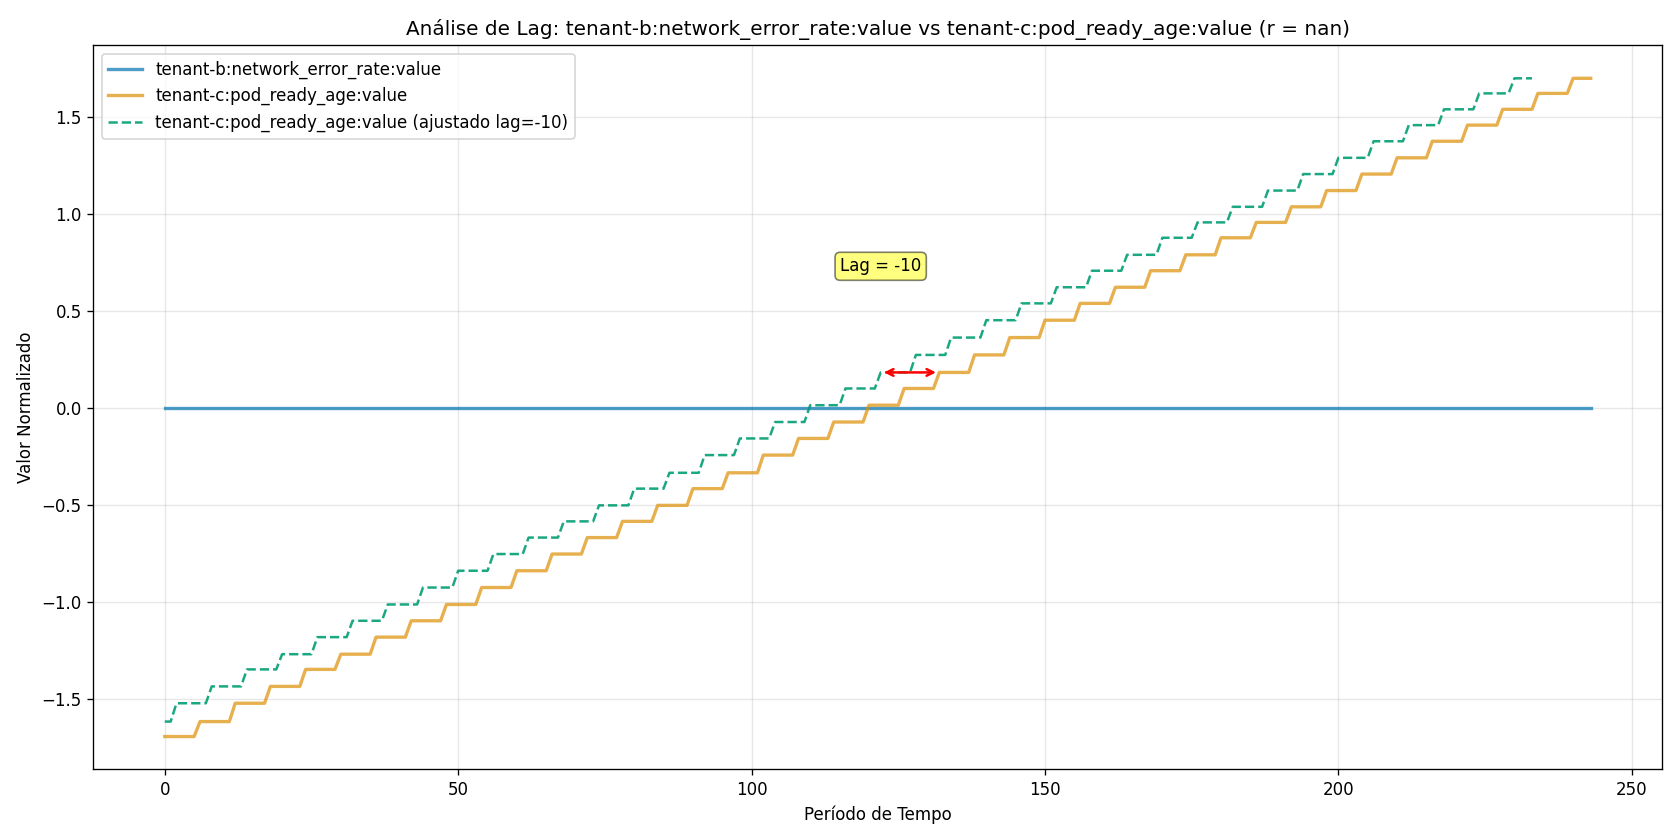 Análise de Lag: tenant-b:network_error_rate:value vs tenant-c:pod_ready_age:value (r = nan)
tenant-b:network_error_rate:value
tenant-c:pod_ready_age:value
tenant-c:pod_ready_age:value (ajustado lag=-10)
Lag = -10
Valor Normalizado
1.5
1.0
0.5
0.0
−0.5
−1.0
−1.5
0 50 100 150 200 250
Período de Tempo